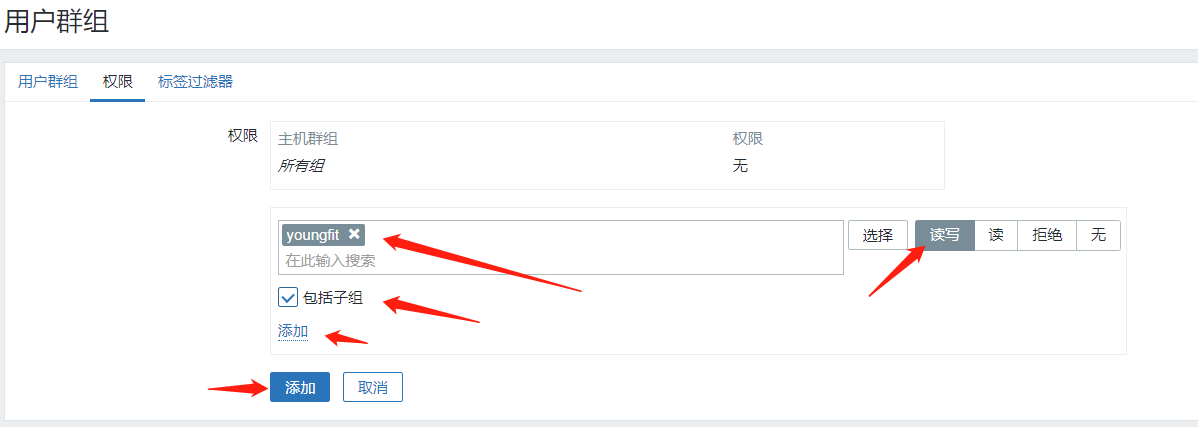 用户群组
用户群组 权限 标签过滤器
权限 主机群组 权限
所有组 无
youngfit 选择 读写 读 拒绝 无
在此输入搜索
包括子组
添加
添加 取消